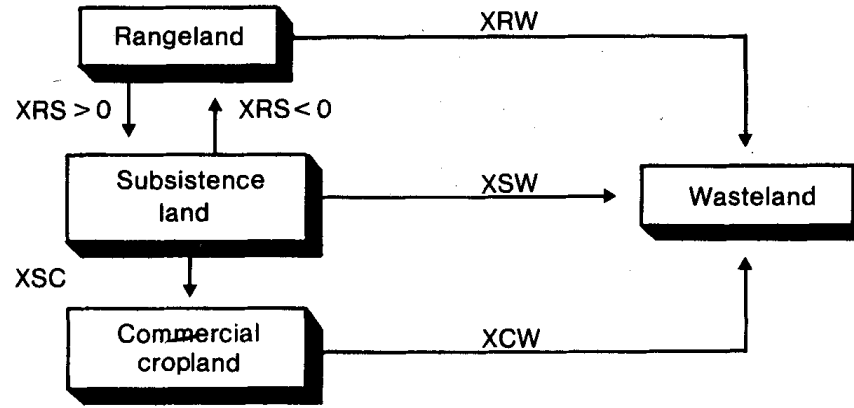 Rangeland
XRW
XRS > 0
XRS < 0
Subsistence
land
XSW
Wasteland
XSC
Commercial
cropland
XCW